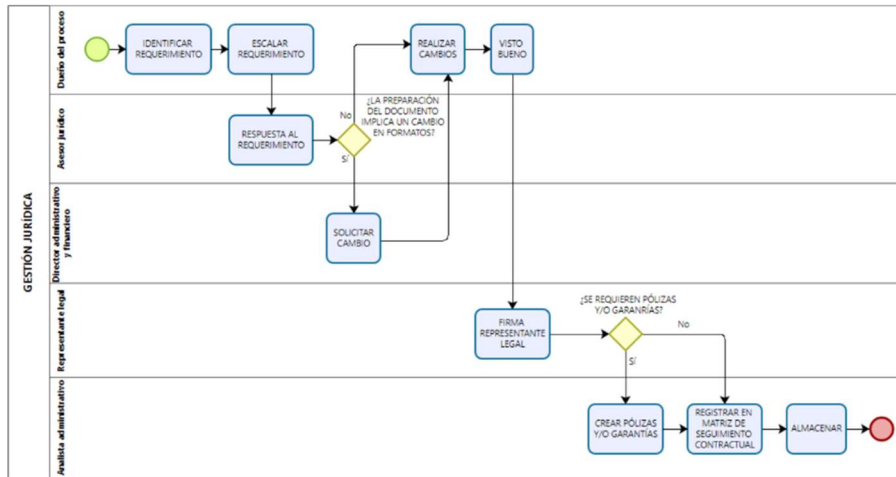 GESTIÓN JURÍDICA
Dueño del proceso
IDENTIFICAR
REQUERIMIENTO
ESCALAR
REQUERIMIENTO
REALIZAR
CAMBIOS
VISTO
BUENO
Asesor jurídico
RESPUESTA AL
REQUERIMIENTO
No
¿LA PREPARACIÓN
DEL DOCUMENTO
IMPLICA UN CAMBIO
EN FORMATOS?
Sí
Director administrativo
y financiero
SOLICITAR
CAMBIO
Representante legal
FIRMA
REPRESENTANTE
LEGAL
¿SE REQUIEREN PÓLIZAS
Y/O GARANRÍAS?
No
Sí
Analista administrativo
CREAR PÓLIZAS
Y/O GARANTÍAS
REGISTRAR EN
MATRIZ DE
SEGUIMIENTO
CONTRACTUAL
ALMACENAR